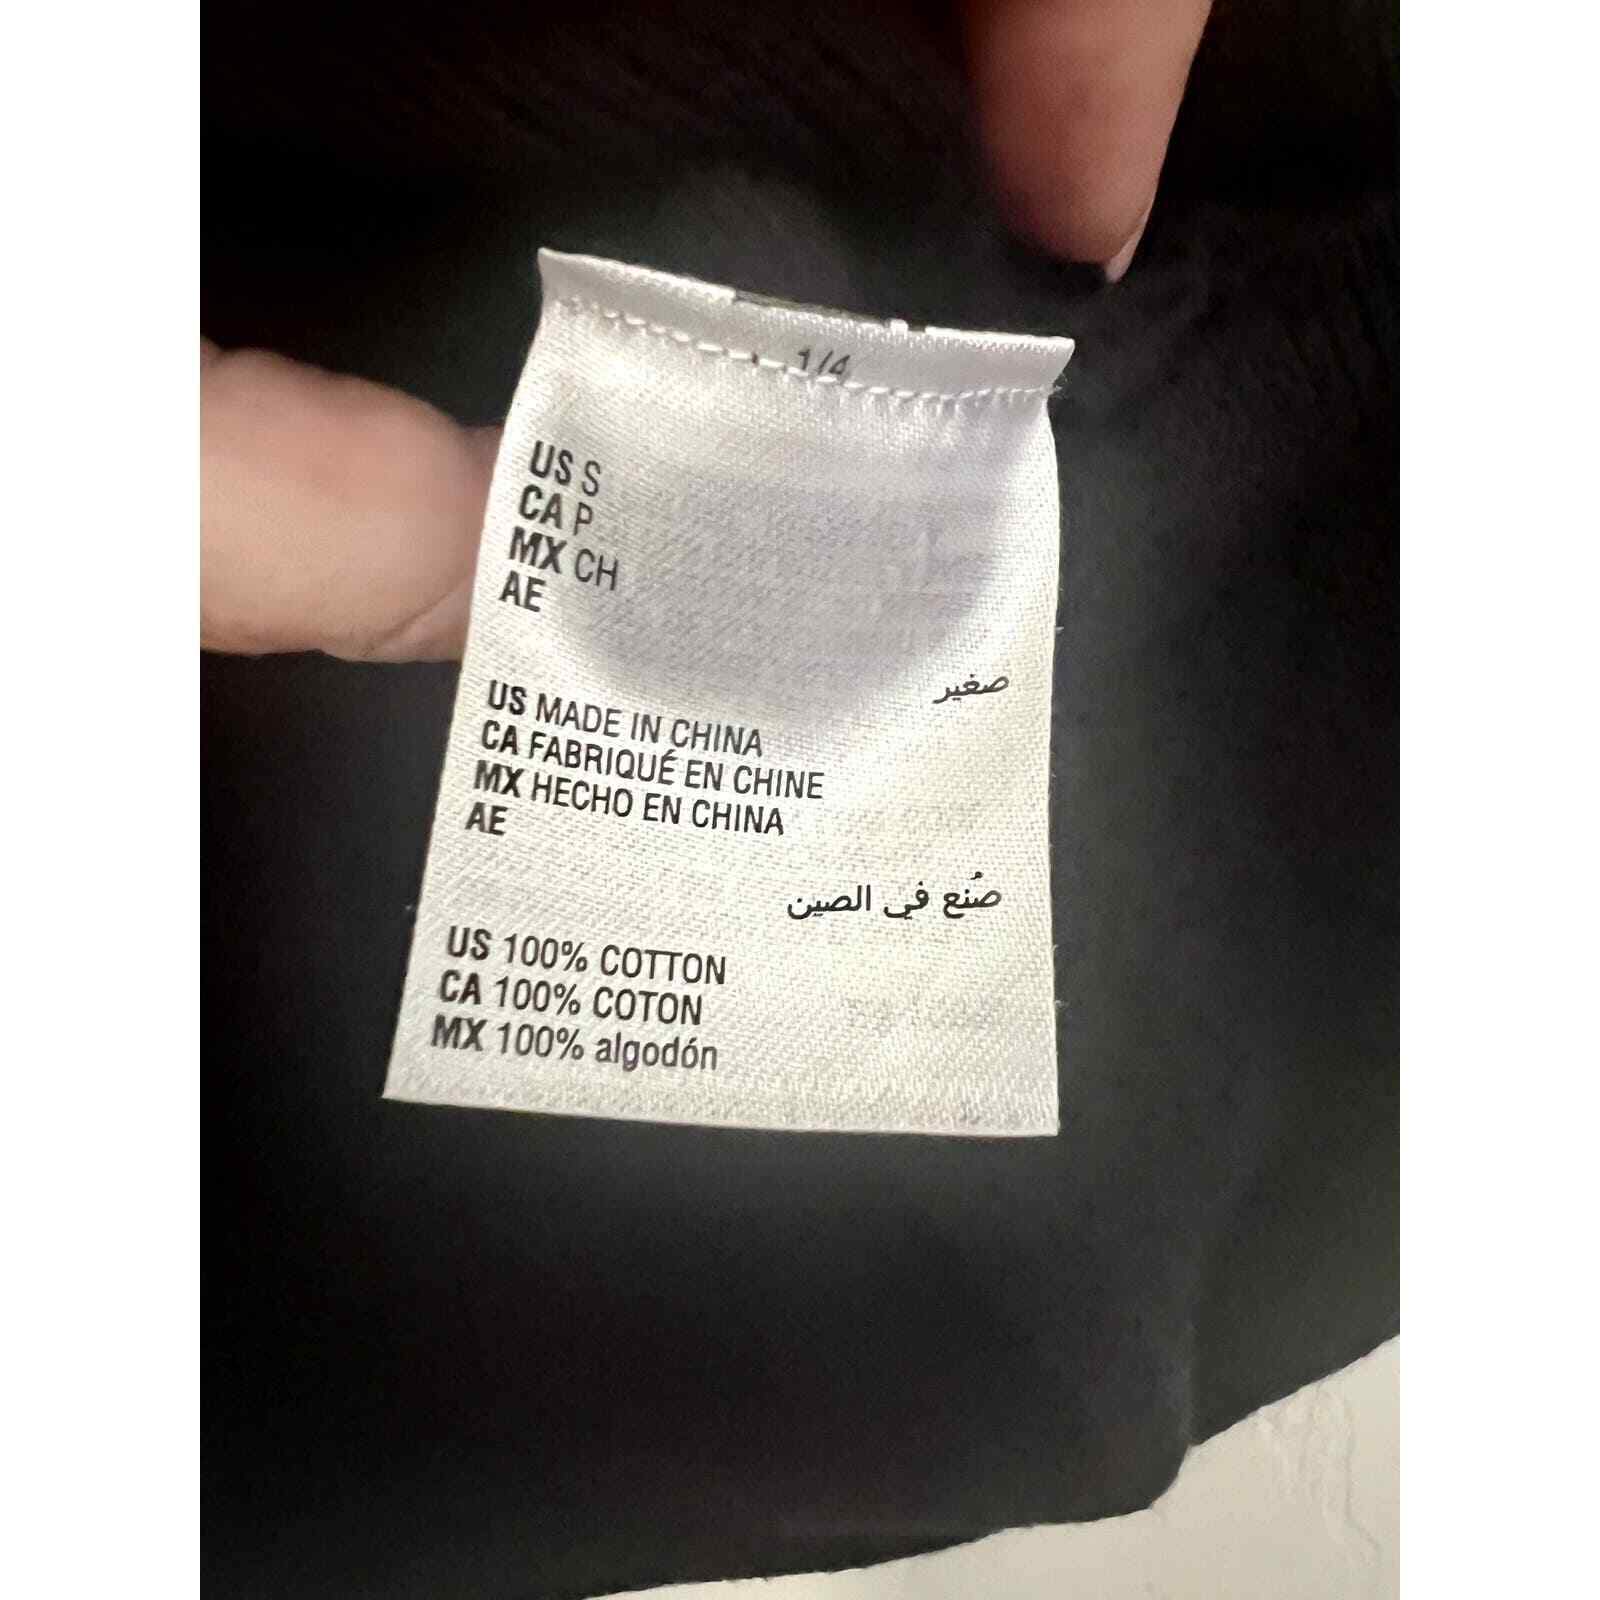 1/4
US S
CA P
MX CH
AE
صغير
US MADE IN CHINA
CA FABRIQUÉ EN CHINE
MX HECHO EN CHINA
AE
صُنع في الصين
US 100% COTTON
CA 100% COTON
MX 100% algodón